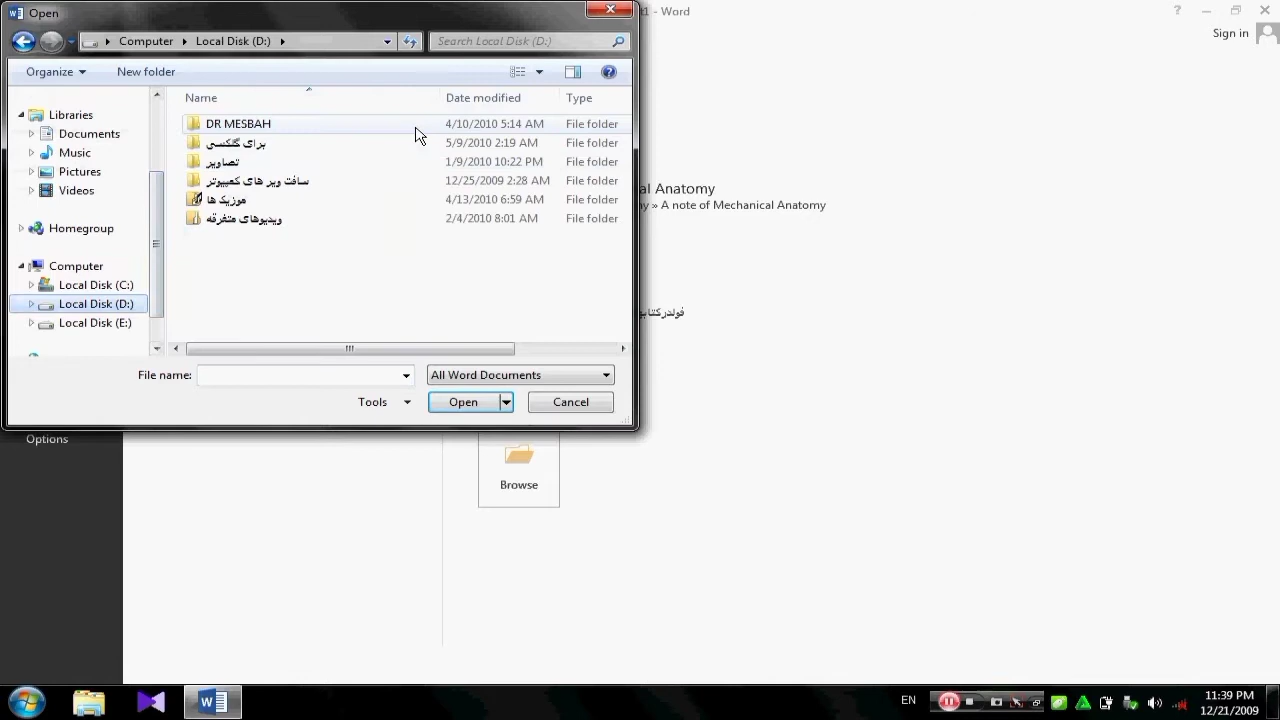 Open
t1 - Word
Sign in
Computer
Local Disk (D:)
Search Local Disk (D:)
Organize
New folder
Name
Date modified
Type
Libraries
Documents
Music
Pictures
Videos
Homegroup
Computer
Local Disk (C:)
Local Disk (D:)
Local Disk (E:)
DR MESBAH 4/10/2010 5:14 AM File folder
برای گلکسی 5/9/2010 2:19 AM File folder
تصاویر 1/9/2010 10:22 PM File folder
سافت ویر های کمپیوتر 12/25/2009 2:28 AM File folder
موزیک ها 4/13/2010 6:59 AM File folder
ویدیوهای متفرقه 2/4/2010 8:01 AM File folder
al Anatomy
y » A note of Mechanical Anatomy
File name:
All Word Documents
Tools
Open
Cancel
Options
Browse
EN
11:39 PM
12/21/2009